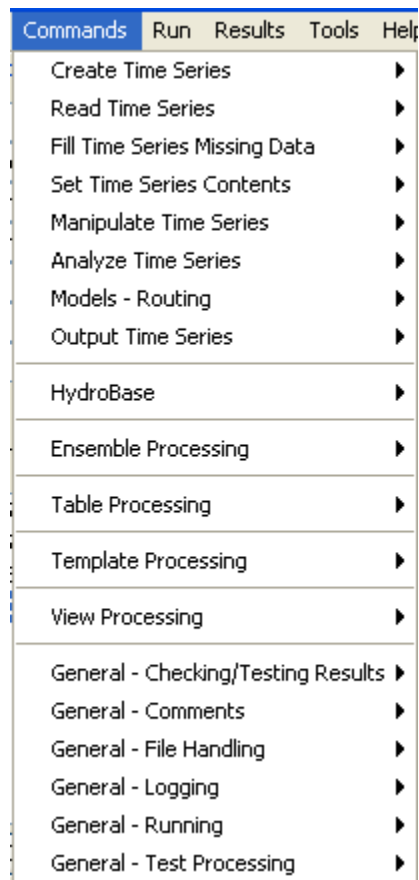 Commands Run Results Tools Help
Create Time Series
Read Time Series
Fill Time Series Missing Data
Set Time Series Contents
Manipulate Time Series
Analyze Time Series
Models - Routing
Output Time Series
HydroBase
Ensemble Processing
Table Processing
Template Processing
View Processing
General - Checking/Testing Results
General - Comments
General - File Handling
General - Logging
General - Running
General - Test Processing